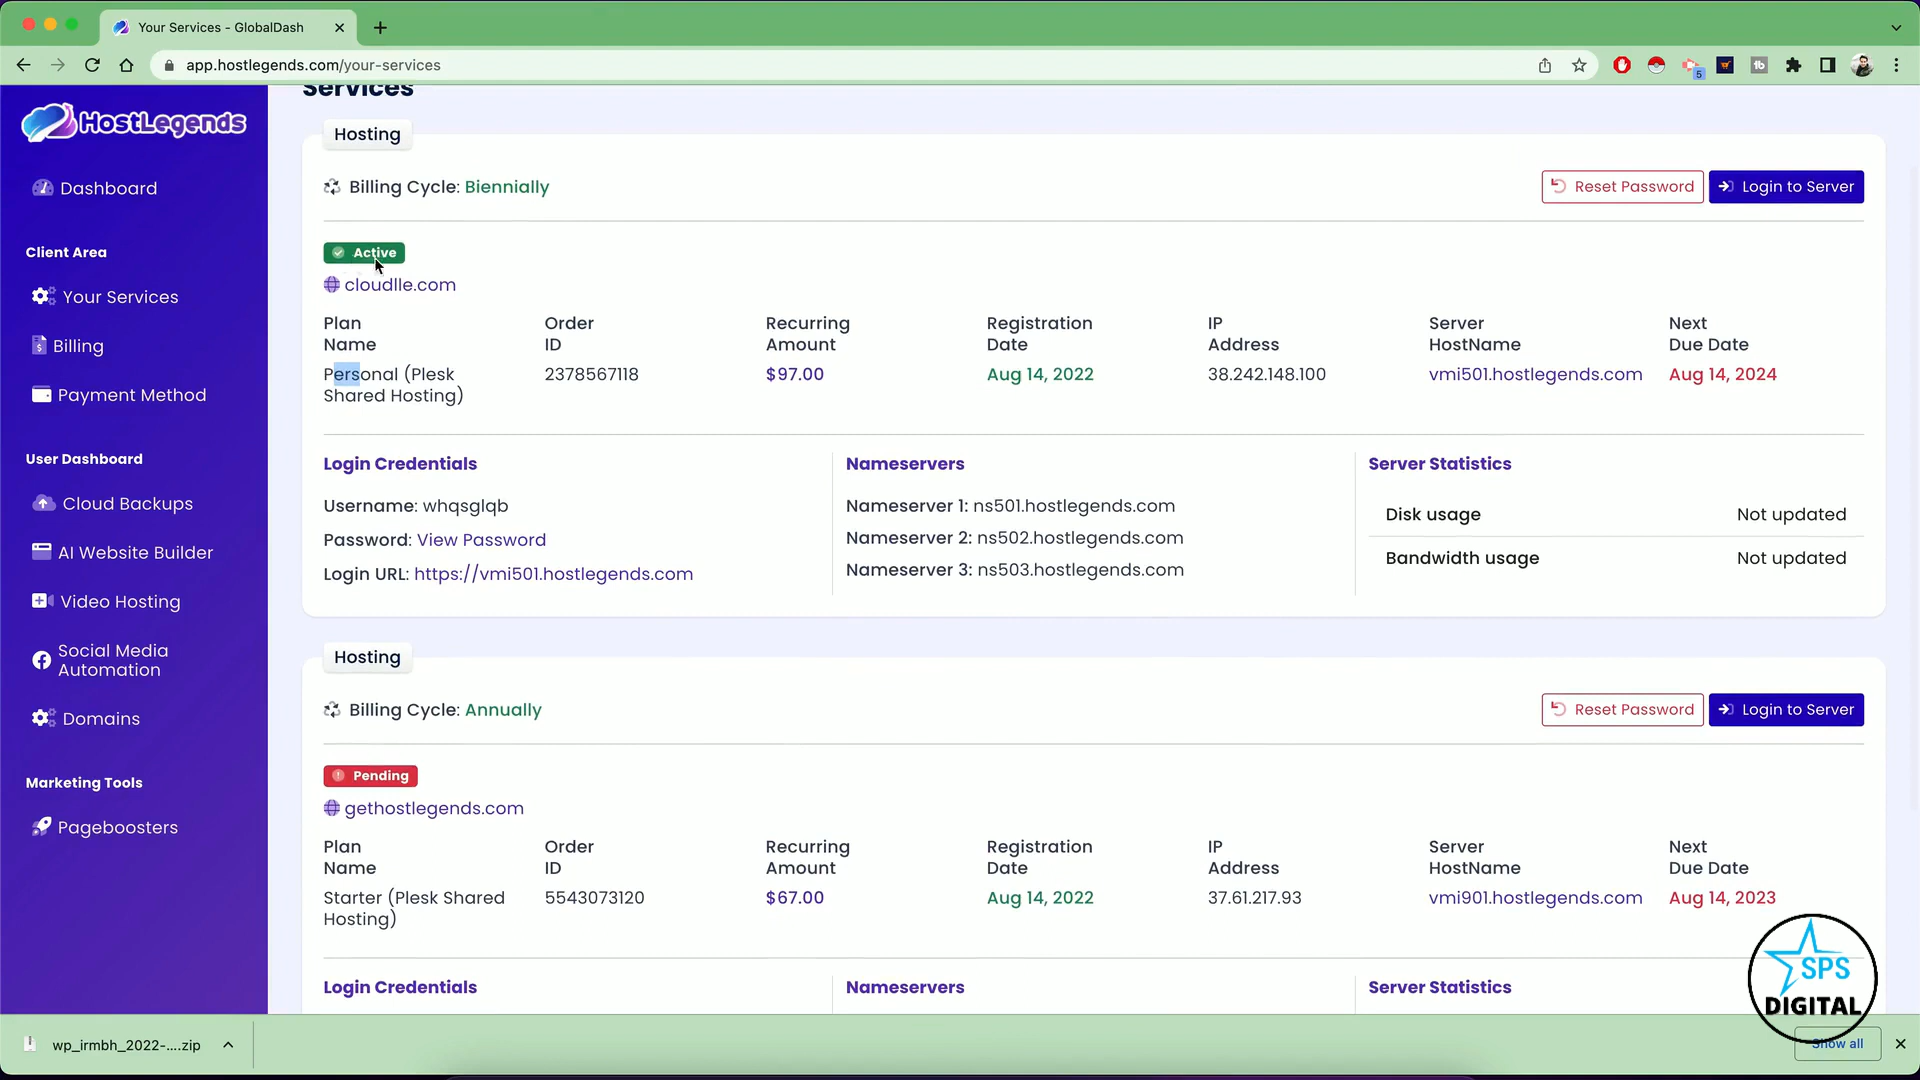 Your Services - GlobalDash
app.hostlegends.com/your-services
5
HostLegends
Dashboard
Client Area
Your Services
Billing
Payment Method
User Dashboard
Cloud Backups
AI Website Builder
Video Hosting
Social Media
Automation
Domains
Marketing Tools
Pageboosters
Services
Hosting
Billing Cycle: Biennially
Reset Password
Login to Server
Active
cloudlle.com
Plan Name
Order ID
Recurring Amount
Registration Date
IP Address
Server HostName
Next Due Date
Personal (Plesk Shared Hosting)
2378567118
$97.00
Aug 14, 2022
38.242.148.100
vmi501.hostlegends.com
Aug 14, 2024
Login Credentials
Username: whqsglqb
Password: View Password
Login URL: https://vmi501.hostlegends.com
Nameservers
Nameserver 1: ns501.hostlegends.com
Nameserver 2: ns502.hostlegends.com
Nameserver 3: ns503.hostlegends.com
Server Statistics
Disk usage Not updated
Bandwidth usage Not updated
Hosting
Billing Cycle: Annually
Reset Password
Login to Server
Pending
gethostlegends.com
Plan Name
Order ID
Recurring Amount
Registration Date
IP Address
Server HostName
Next Due Date
Starter (Plesk Shared Hosting)
5543073120
$67.00
Aug 14, 2022
37.61.217.93
vmi901.hostlegends.com
Aug 14, 2023
Login Credentials
Nameservers
Server Statistics
SPS
DIGITAL
wp_irmbh_2022-....zip
Show all